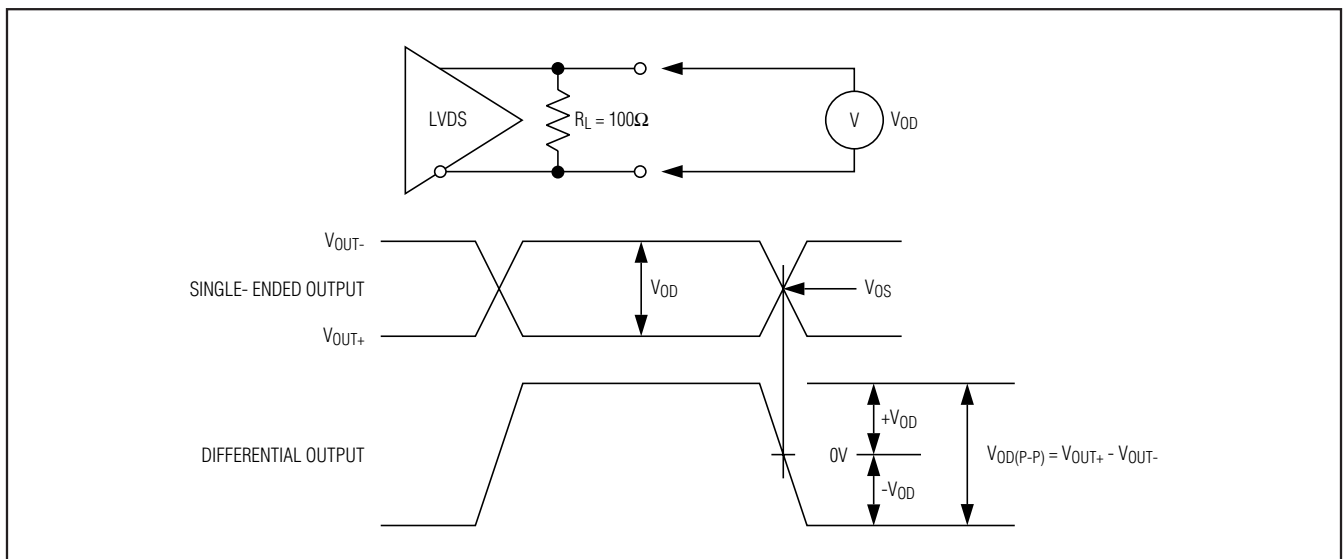 LVDS
R_L = 100Ω
V
V_OD
V_OUT-
SINGLE- ENDED OUTPUT
V_OD
V_OS
V_OUT+
+V_OD
DIFFERENTIAL OUTPUT
0V
V_OD(P-P) = V_OUT+ - V_OUT-
-V_OD